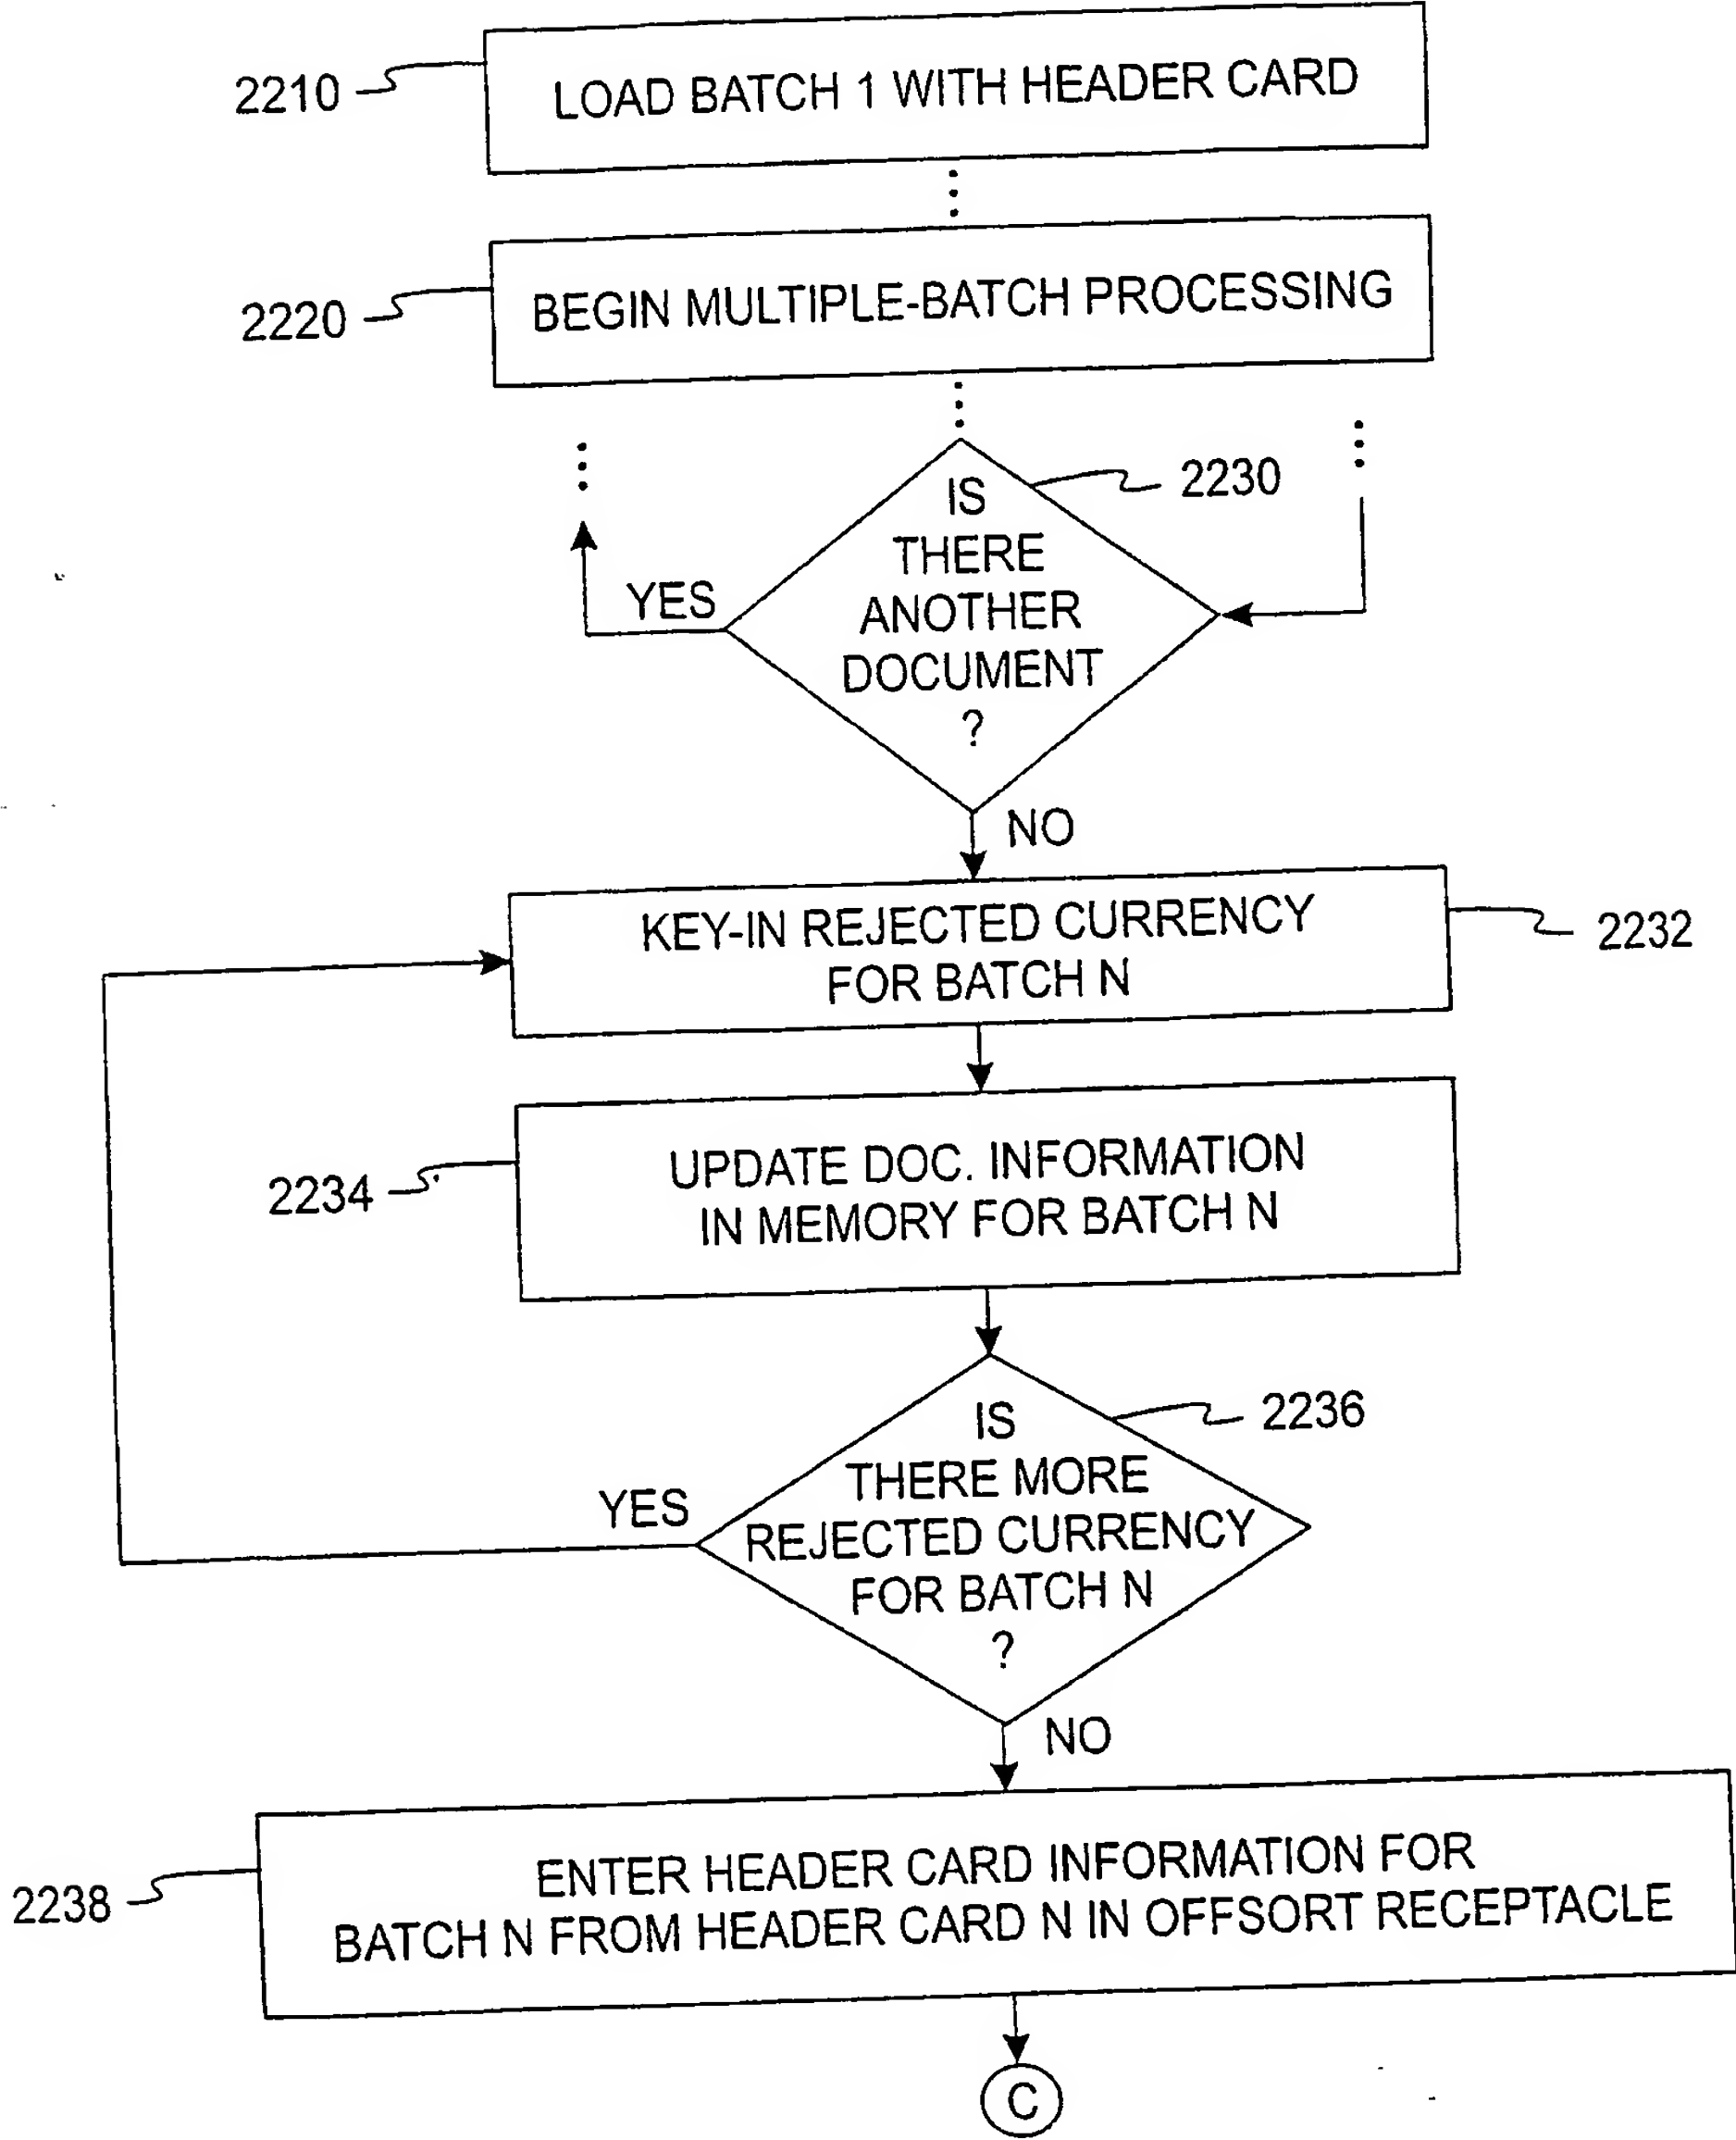 2210
LOAD BATCH 1 WITH HEADER CARD
2220
BEGIN MULTIPLE-BATCH PROCESSING
2230
IS
THERE
ANOTHER
DOCUMENT
?
YES
NO
KEY-IN REJECTED CURRENCY
FOR BATCH N
2232
2234
UPDATE DOC. INFORMATION
IN MEMORY FOR BATCH N
2236
IS
THERE MORE
REJECTED CURRENCY
FOR BATCH N
?
YES
NO
2238
ENTER HEADER CARD INFORMATION FOR
BATCH N FROM HEADER CARD N IN OFFSORT RECEPTACLE
C